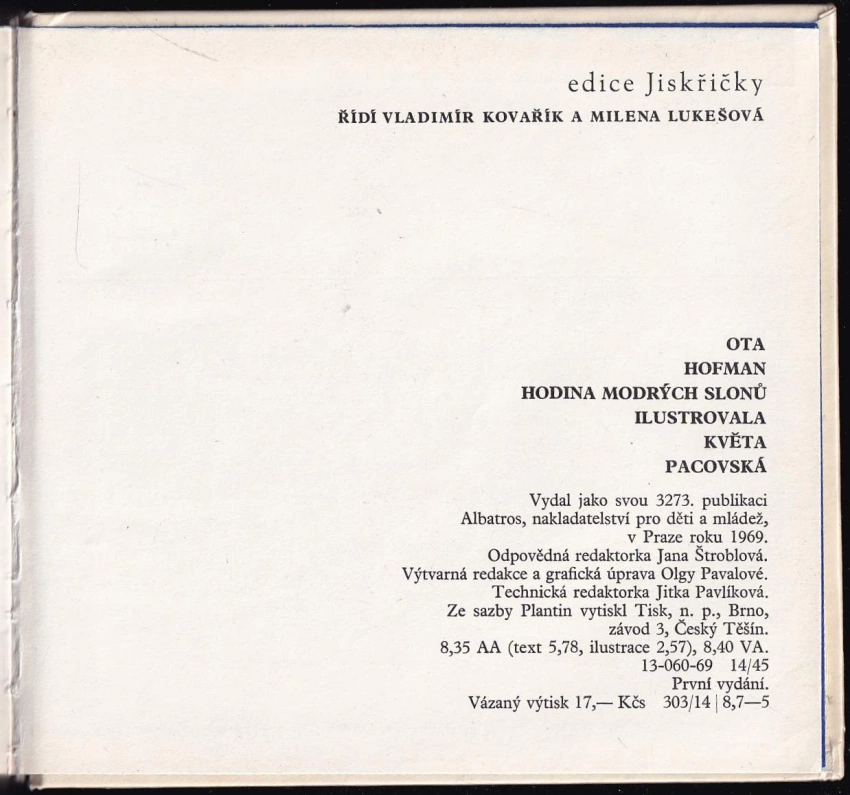 edice Jiskřičky
ŘÍDÍ VLADIMÍR KOVAŘÍK A MILENA LUKEŠOVÁ
OTA
HOFMAN
HODINA MODRÝCH SLONŮ
ILUSTROVALA
KVĚTA
PACOVSKÁ
Vydal jako svou 3273. publikaci
Albatros, nakladatelství pro děti a mládež,
v Praze roku 1969.
Odpovědná redaktorka Jana Štroblová.
Výtvarná redakce a grafická úprava Olgy Pavalové.
Technická redaktorka Jitka Pavlíková.
Ze sazby Plantin vytiskl Tisk, n. p., Brno,
závod 3, Český Těšín.
8,35 AA (text 5,78, ilustrace 2,57), 8,40 VA.
13-060-69 14/45
První vydání.
Vázaný výtisk 17,— Kčs 303/14 | 8,7—5